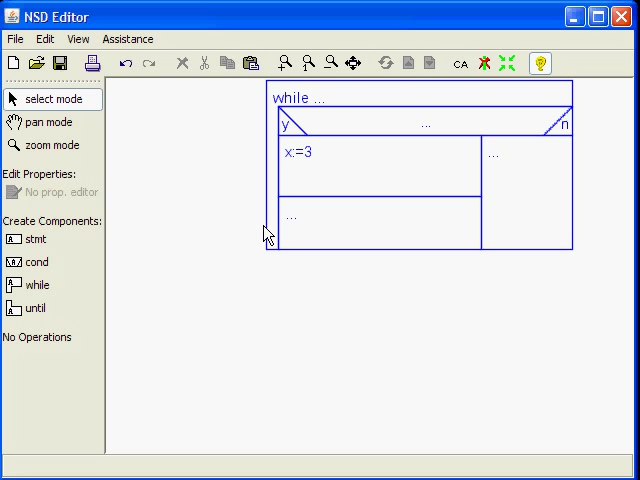 NSD Editor
File Edit View Assistance
CA
select mode
pan mode
zoom mode
Edit Properties:
No prop. editor
Create Components:
A stmt
A cond
A while
A until
No Operations
while ...
y ... n
x:=3 ...
...